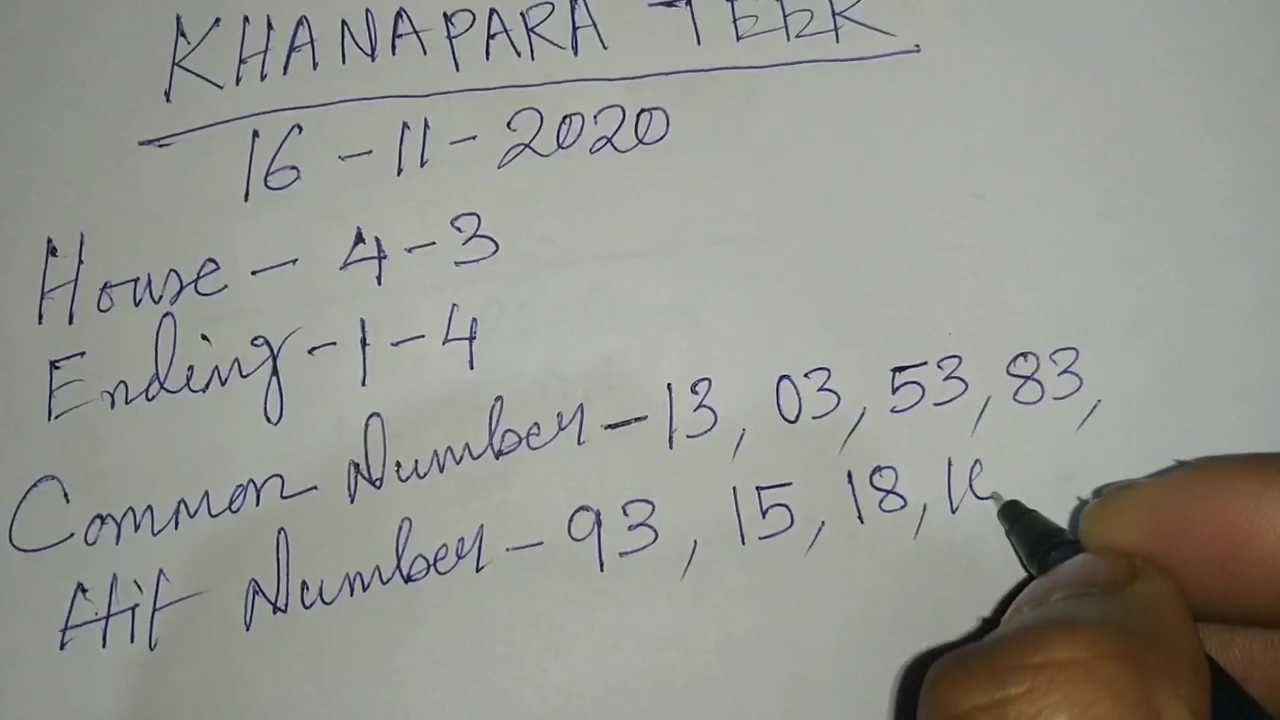 KHANAPARA TEER
16-11-2020
House - 4-3
Ending -1-4
Common Number - 13, 03, 53, 83,
Hit Number - 93, 15, 18,